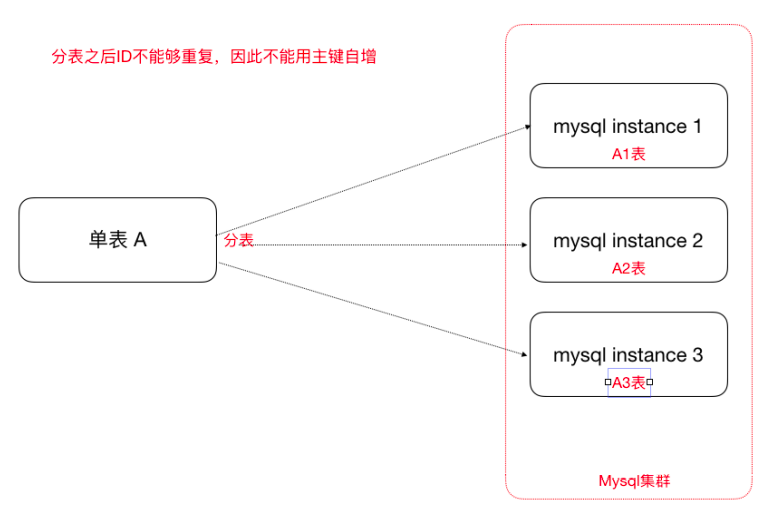 分表之后ID不能够重复，因此不能用主键自增
mysql instance 1
A1表
单表 A
分表
mysql instance 2
A2表
mysql instance 3
A3表
Mysql集群